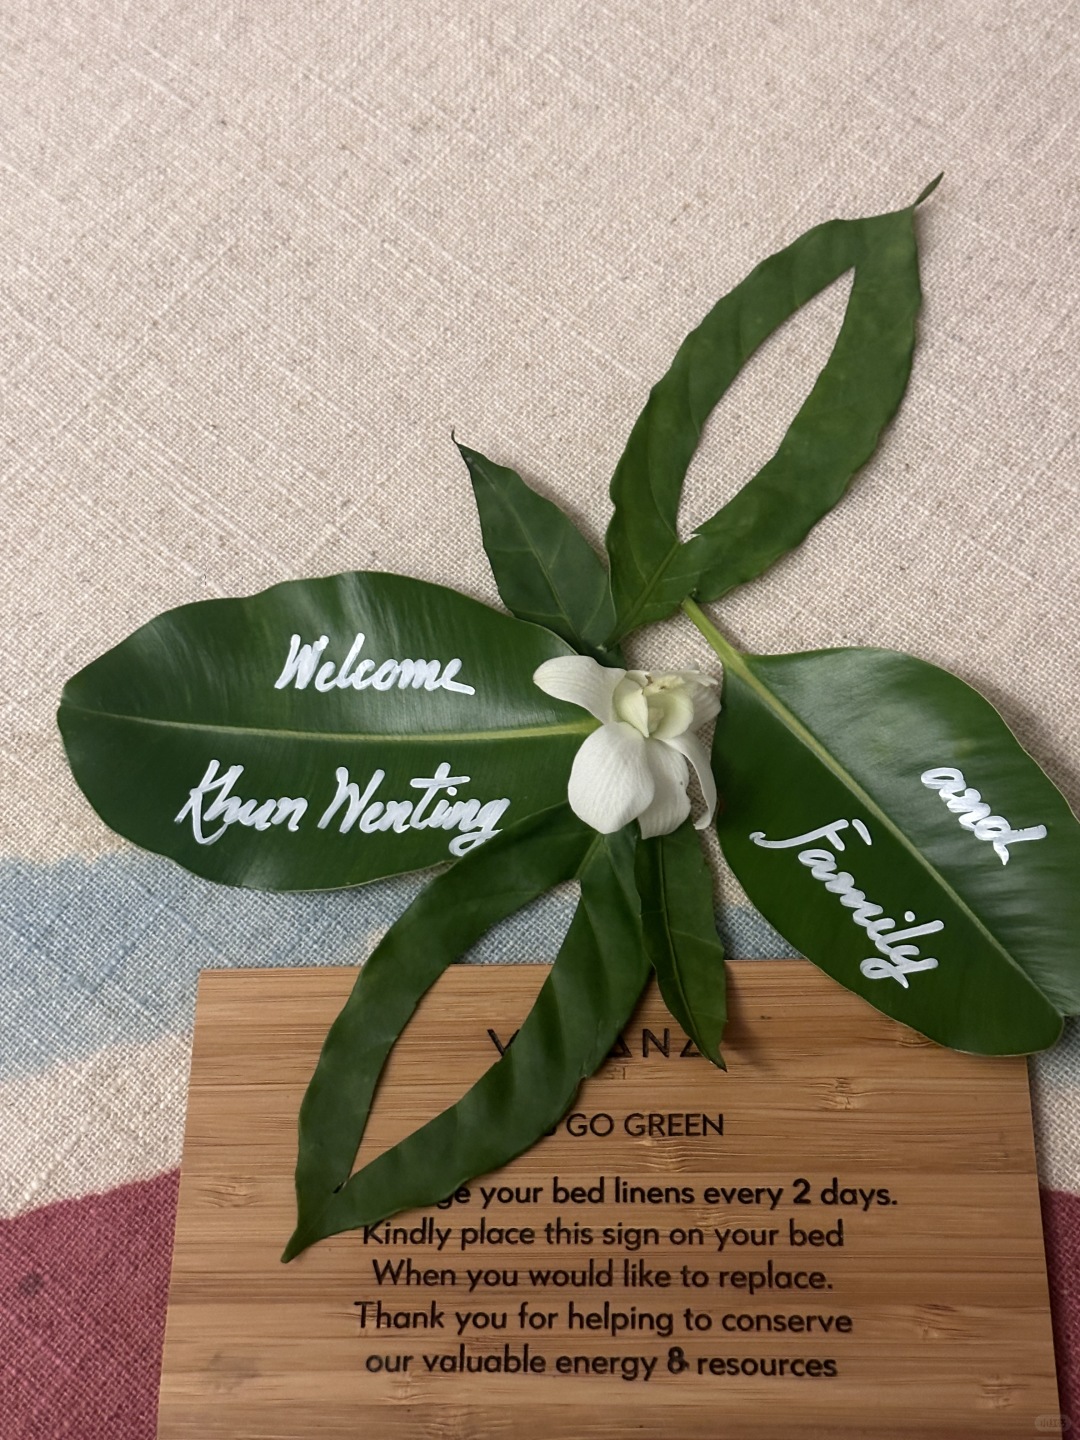 Welcome
Khun Wenting
and
Family
GO GREEN
your bed linens every 2 days.
Kindly place this sign on your bed
When you would like to replace.
Thank you for helping to conserve
our valuable energy & resources